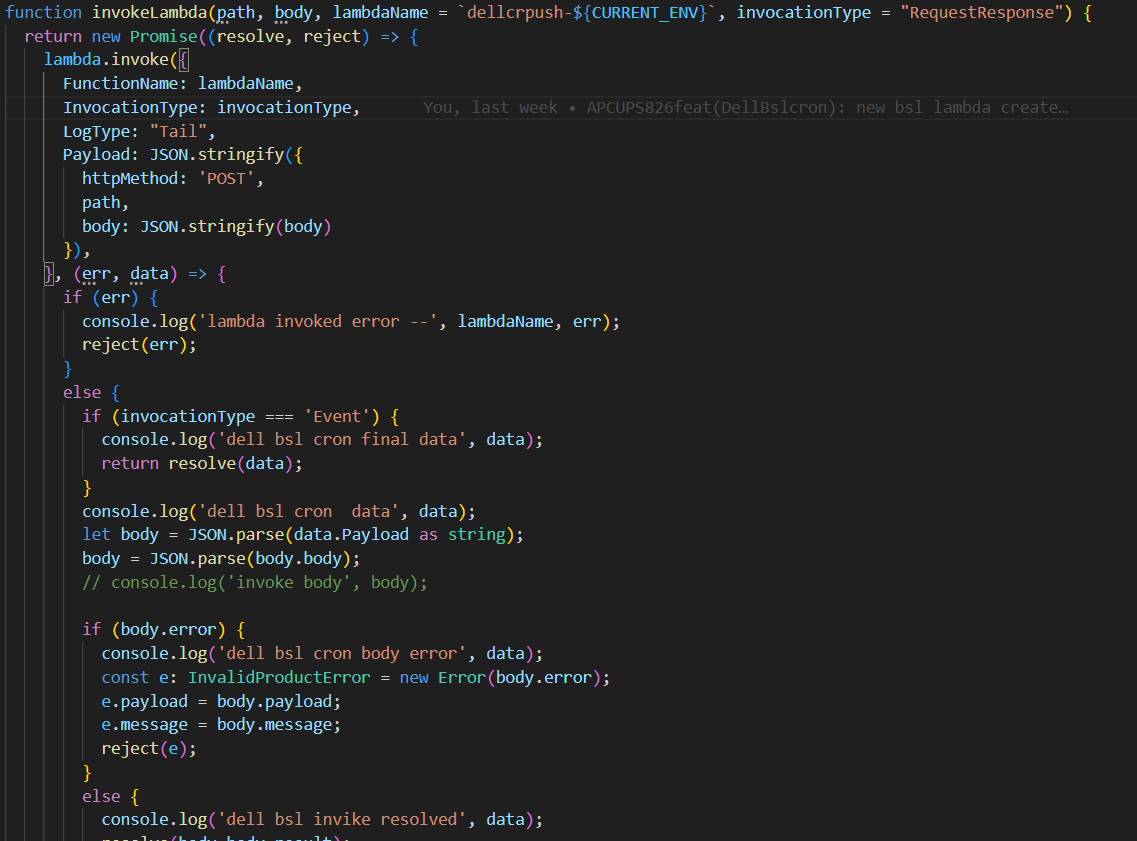 function invokeLambda(path, body, lambdaName = `dellcrpush-${CURRENT_ENV}`, invocationType = "RequestResponse") {
return new Promise((resolve, reject) => {
lambda.invoke({
FunctionName: lambdaName,
InvocationType: invocationType, You, last week • APCUPS826feat(DellBslcron): new bsl lambda create…
LogType: "Tail",
Payload: JSON.stringify({
httpMethod: 'POST',
path,
body: JSON.stringify(body)
}),
}, (err, data) => {
if (err) {
console.log('lambda invoked error --', lambdaName, err);
reject(err);
}
else {
if (invocationType === 'Event') {
console.log('dell bsl cron final data', data);
return resolve(data);
}
console.log('dell bsl cron  data', data);
let body = JSON.parse(data.Payload as string);
body = JSON.parse(body.body);
// console.log('invoke body', body);
if (body.error) {
console.log('dell bsl cron body error', data);
const e: InvalidProductError = new Error(body.error);
e.payload = body.payload;
e.message = body.message;
reject(e);
}
else {
console.log('dell bsl invike resolved', data);